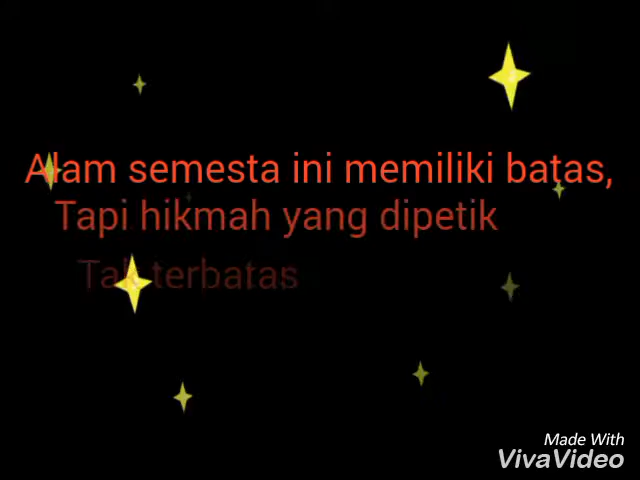 Alam semesta ini memiliki batas,
Tapi hikmah yang dipetik
Tak terbatas
Made With
VivaVideo